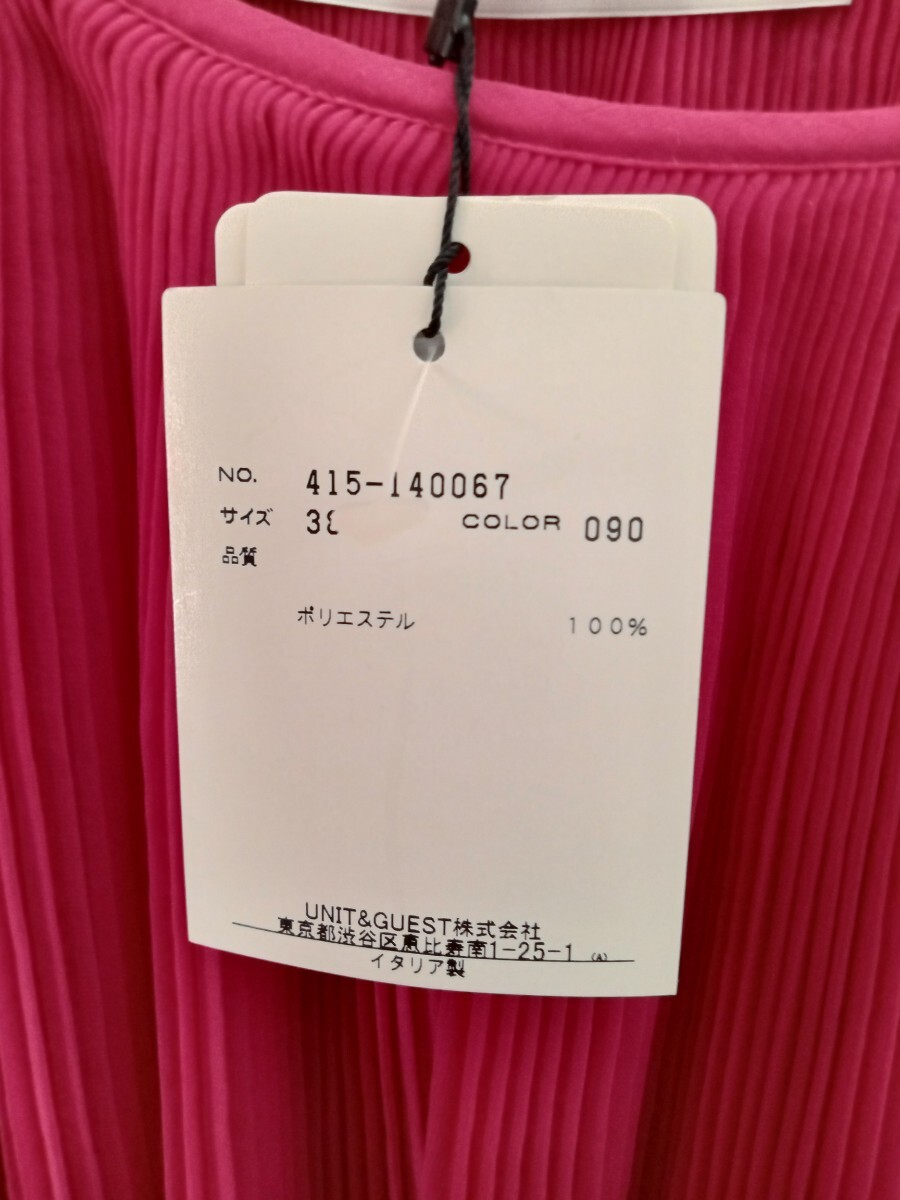 NO. 415-140067
サイズ 38 COLOR 090
品質
ポリエステル 100%
UNIT&GUEST株式会社
東京都渋谷区恵比寿南1-25-1 (A)
イタリア製